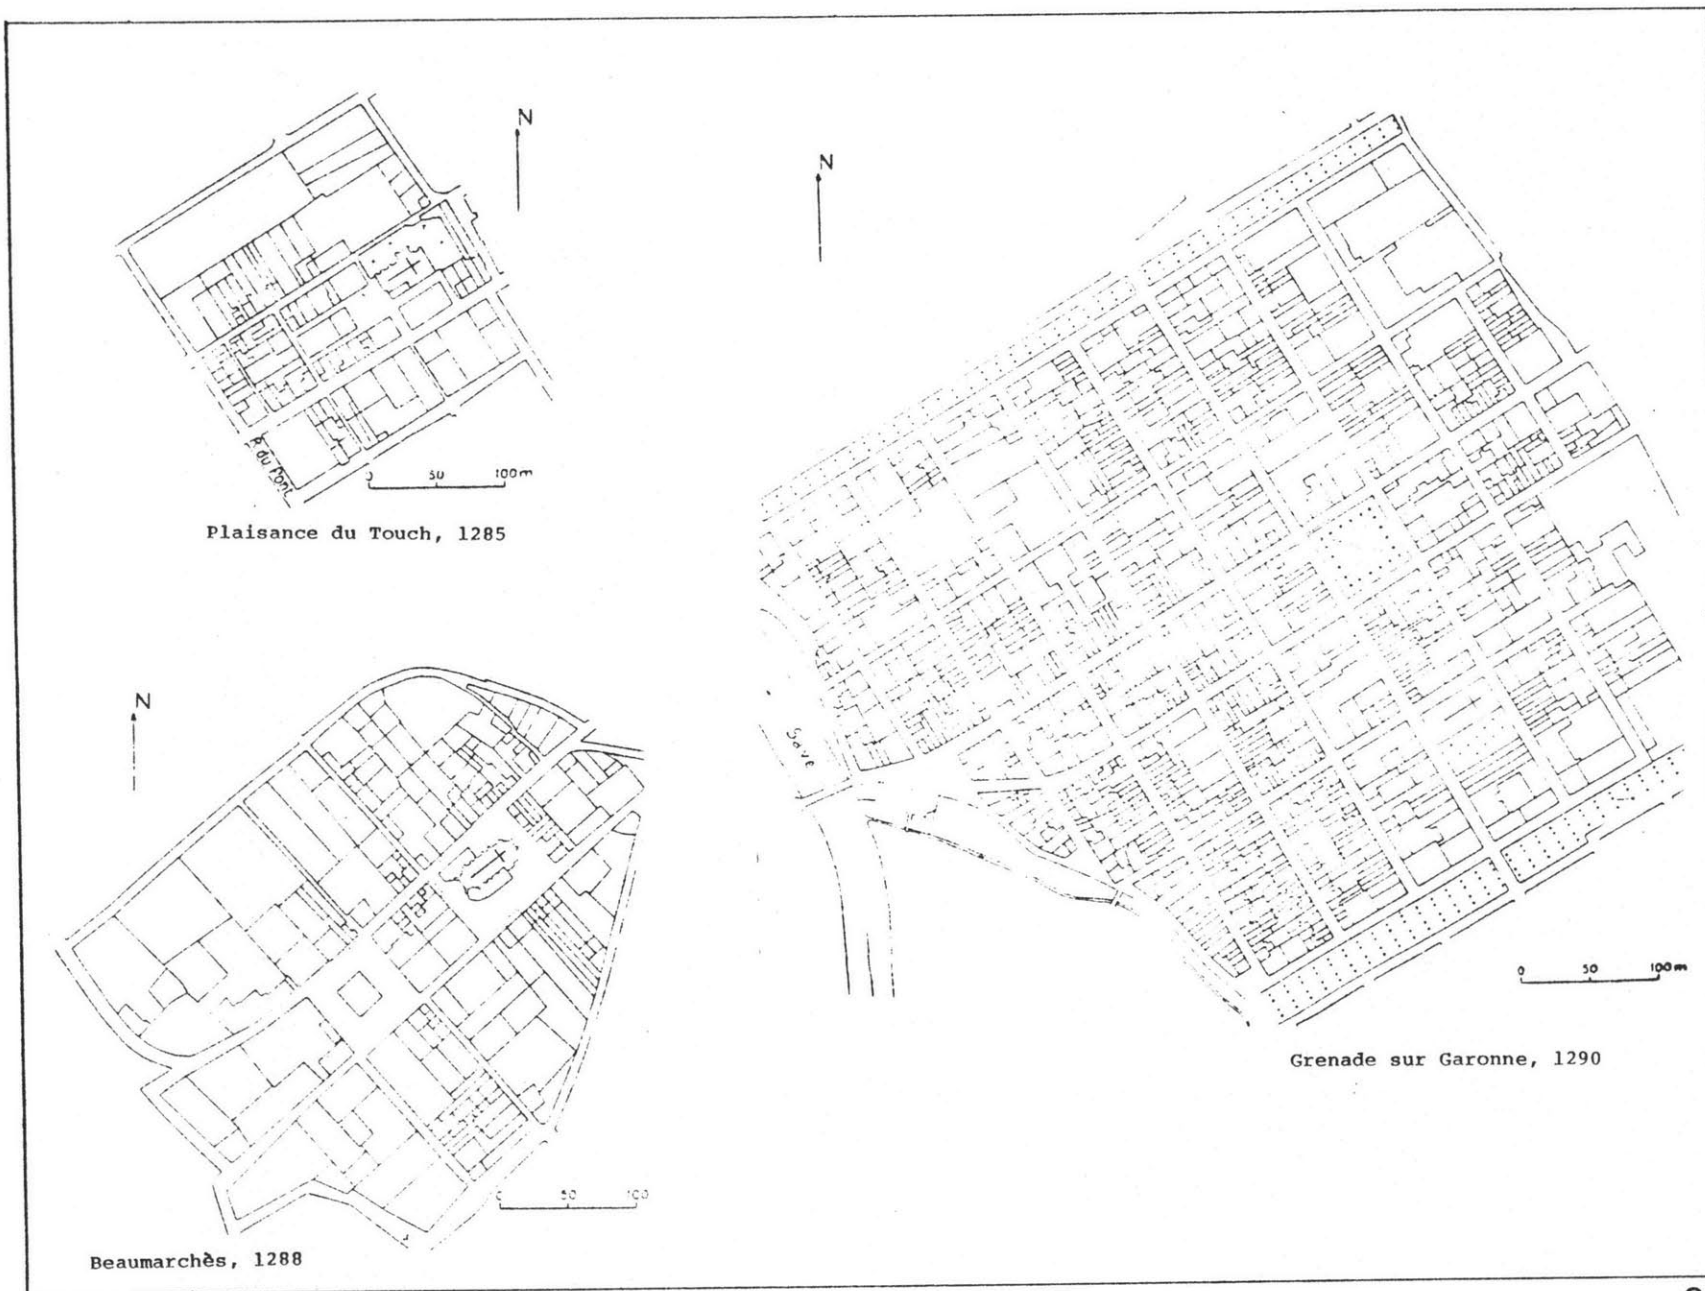 N
R du Pont
0 50 100m
Plaisance du Touch, 1285
N
Save
0 50 100m
Grenade sur Garonne, 1290
N
0 50 100
Beaumarchès, 1288